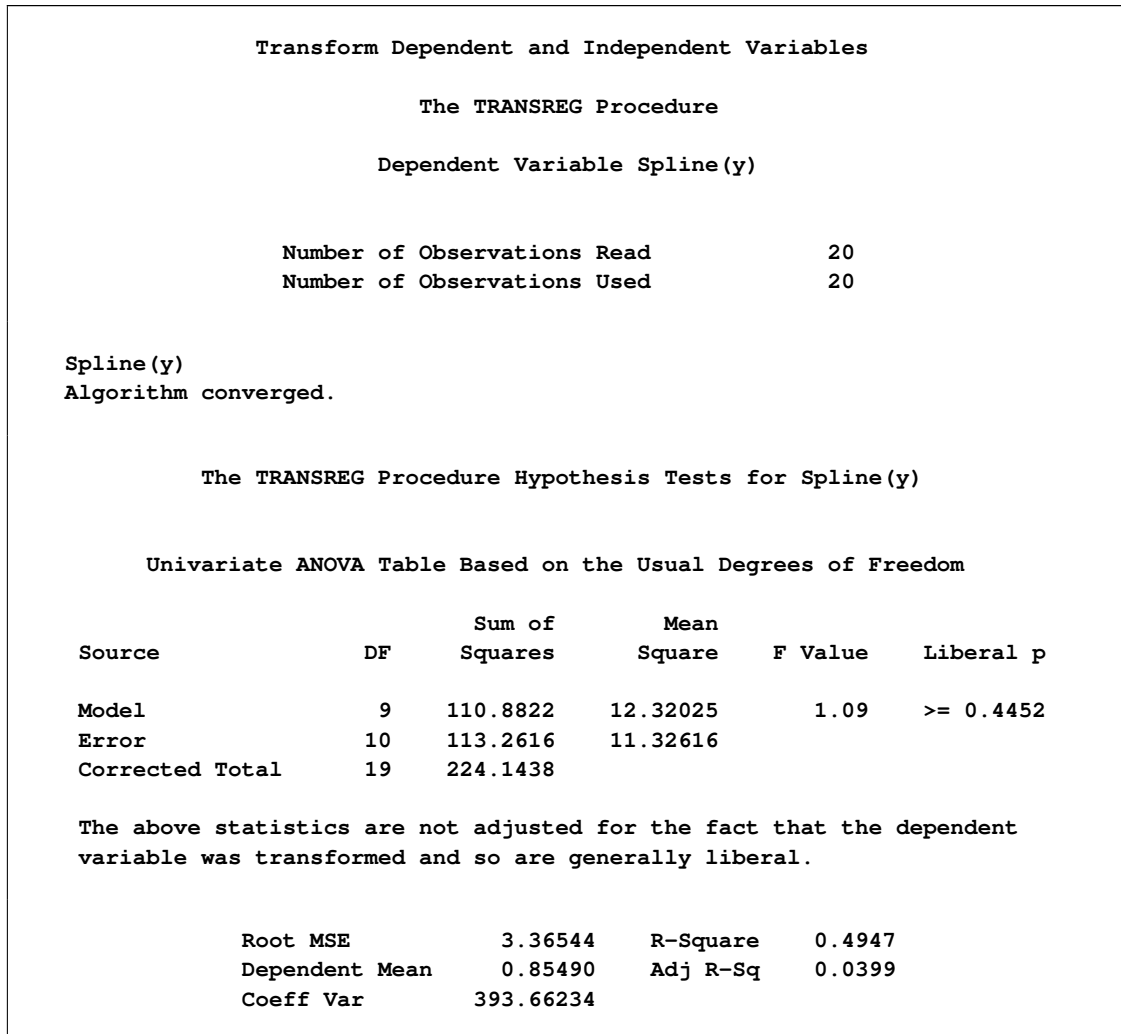 Transform Dependent and Independent Variables
The TRANSREG Procedure
Dependent Variable Spline(y)
Number of Observations Read 20
Number of Observations Used 20
Spline(y)
Algorithm converged.
The TRANSREG Procedure Hypothesis Tests for Spline(y)
Univariate ANOVA Table Based on the Usual Degrees of Freedom
Sum of Mean
Source DF Squares Square F Value Liberal p
Model 9 110.8822 12.32025 1.09 >= 0.4452
Error 10 113.2616 11.32616
Corrected Total 19 224.1438
The above statistics are not adjusted for the fact that the dependent
variable was transformed and so are generally liberal.
Root MSE 3.36544 R-Square 0.4947
Dependent Mean 0.85490 Adj R-Sq 0.0399
Coeff Var 393.66234